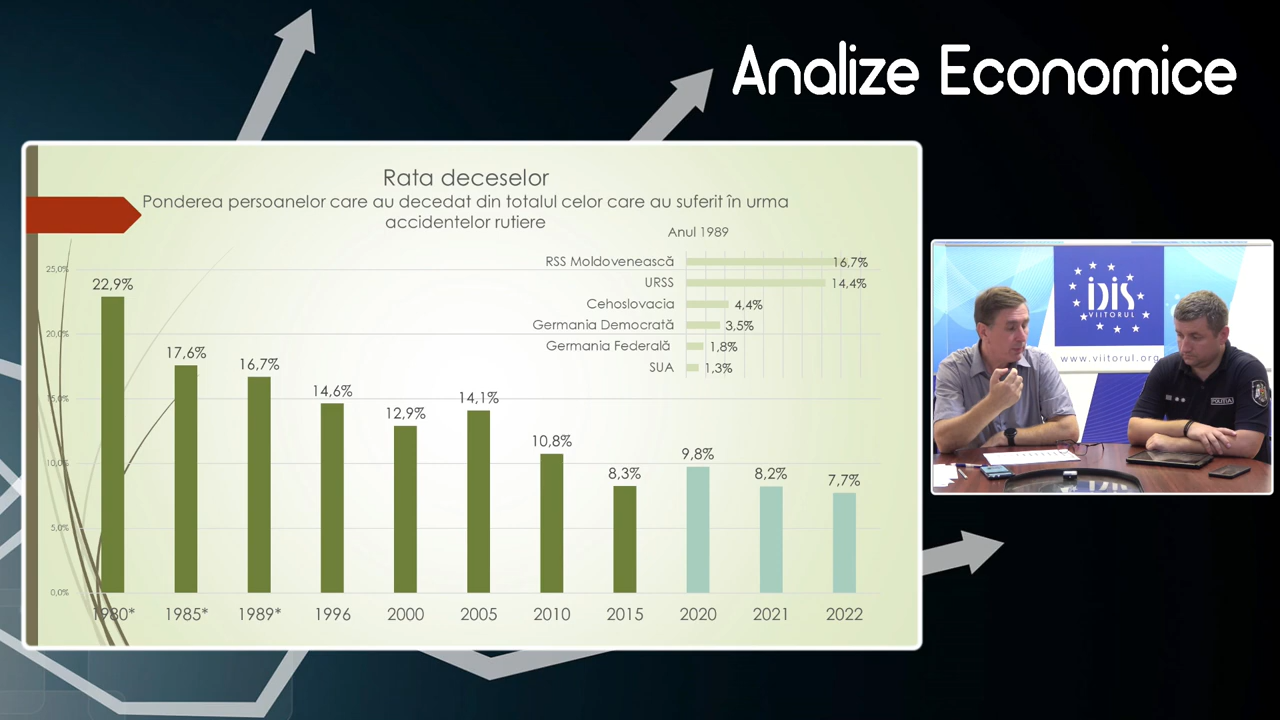 Analize Economice
Rata deceselor
Ponderea persoanelor care au decedat din totalul celor care au suferit în urma
accidentelor rutiere
Anul 1989
RSS Moldovenească 16,7%
URSS 14,4%
Cehoslovacia 4,4%
Germania Democrată 3,5%
Germania Federală 1,8%
SUA 1,3%
25,0%
20,0%
15,0%
10,0%
5,0%
0,0%
22,9%
17,6%
16,7%
14,6%
12,9%
14,1%
10,8%
8,3%
9,8%
8,2%
7,7%
1980* 1985* 1989* 1996 2000 2005 2010 2015 2020 2021 2022
IDIS
VIITORUL
www.viitorul.org
POLIȚIA